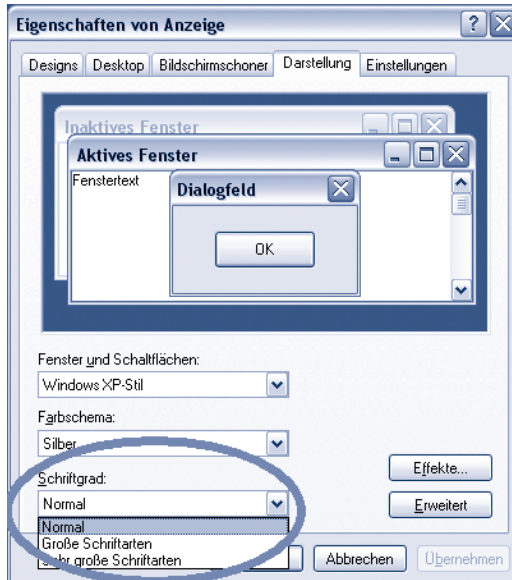 Eigenschaften von Anzeige
Designs Desktop Bildschirmschoner Darstellung Einstellungen
Inaktives Fenster
Aktives Fenster
Fenstertext
Dialogfeld
OK
Fenster und Schaltflächen:
Windows XP-Stil
Farbschema:
Silber
Schriftgrad:
Effekte...
Normal
Erweitert
Normal
Große Schriftarten
Sehr große Schriftarten
Abbrechen
Übernehmen